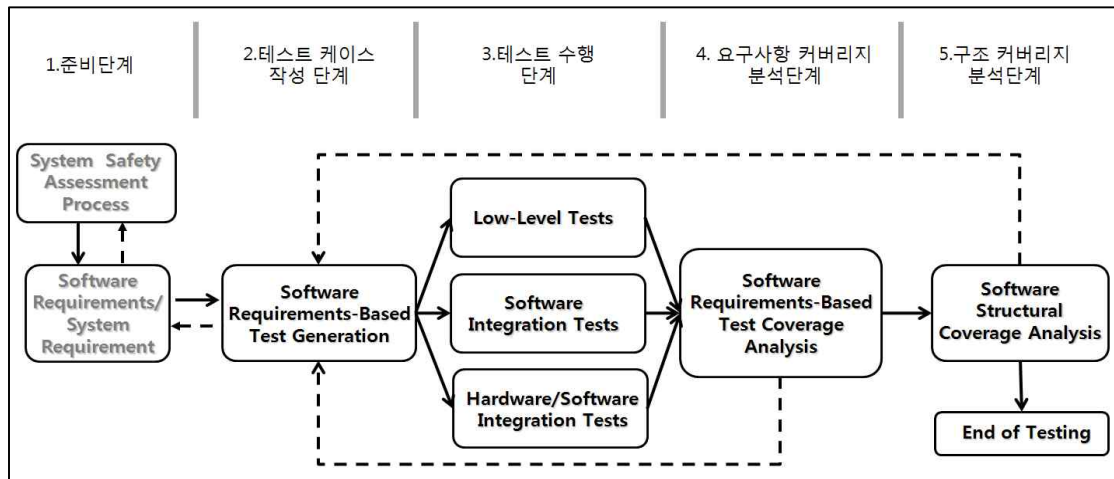 1.준비단계
2.테스트 케이스
작성 단계
3.테스트 수행
단계
4. 요구사항 커버리지
분석단계
5.구조 커버리지
분석단계
System Safety
Assessment
Process
Software
Requirements/
System
Requirement
Software
Requirements-Based
Test Generation
Low-Level Tests
Software
Integration Tests
Hardware/Software
Integration Tests
Software
Requirements-Based
Test Coverage
Analysis
Software
Structural
Coverage Analysis
End of Testing